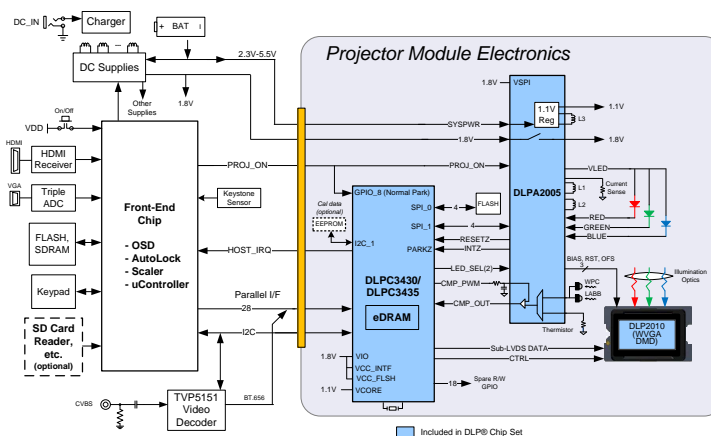 DC_IN
Charger
+ BAT I
Projector Module Electronics
2.3V-5.5V
DC Supplies
Other
Supplies
1.8V
1.8V
VSPI
1.1V
Reg
1.1V
L3
SYSPWR
1.8V
1.8V
On/Off
VDD
HDMI
HDMI
Receiver
VGA
Triple
ADC
FLASH,
SDRAM
Keypad
SD Card
Reader,
etc.
(optional)
Front-End
Chip
- OSD
- AutoLock
- Scaler
- uController
PROJ_ON
PROJ_ON
Keystone
Sensor
HOST_IRQ
Parallel I/F
28
I2C
GPIO_8 (Normal Park)
Cal data
(optional)
EEPROM
I2C_1
SPI_0
4
FLASH
SPI_1
4
RESETZ
PARKZ
INTZ
DLPC3430/
DLPC3435
eDRAM
LED_SEL(2)
CMP_PWM
CMP_OUT
DLPA2005
VLED
Current
Sense
L1
L2
RED
GREEN
BLUE
BIAS, RST, OFS
3
WPC
LABB
Thermistor
Illumination
Optics
DLP2010
(WVGA
DMD)
Sub-LVDS DATA
CTRL
1.8V
VIO
VCC_INTF
VCC_FLSH
1.1V
VCORE
18
Spare R/W
GPIO
CVBS
TVP5151
Video
Decoder
BT.656
Included in DLP® Chip Set